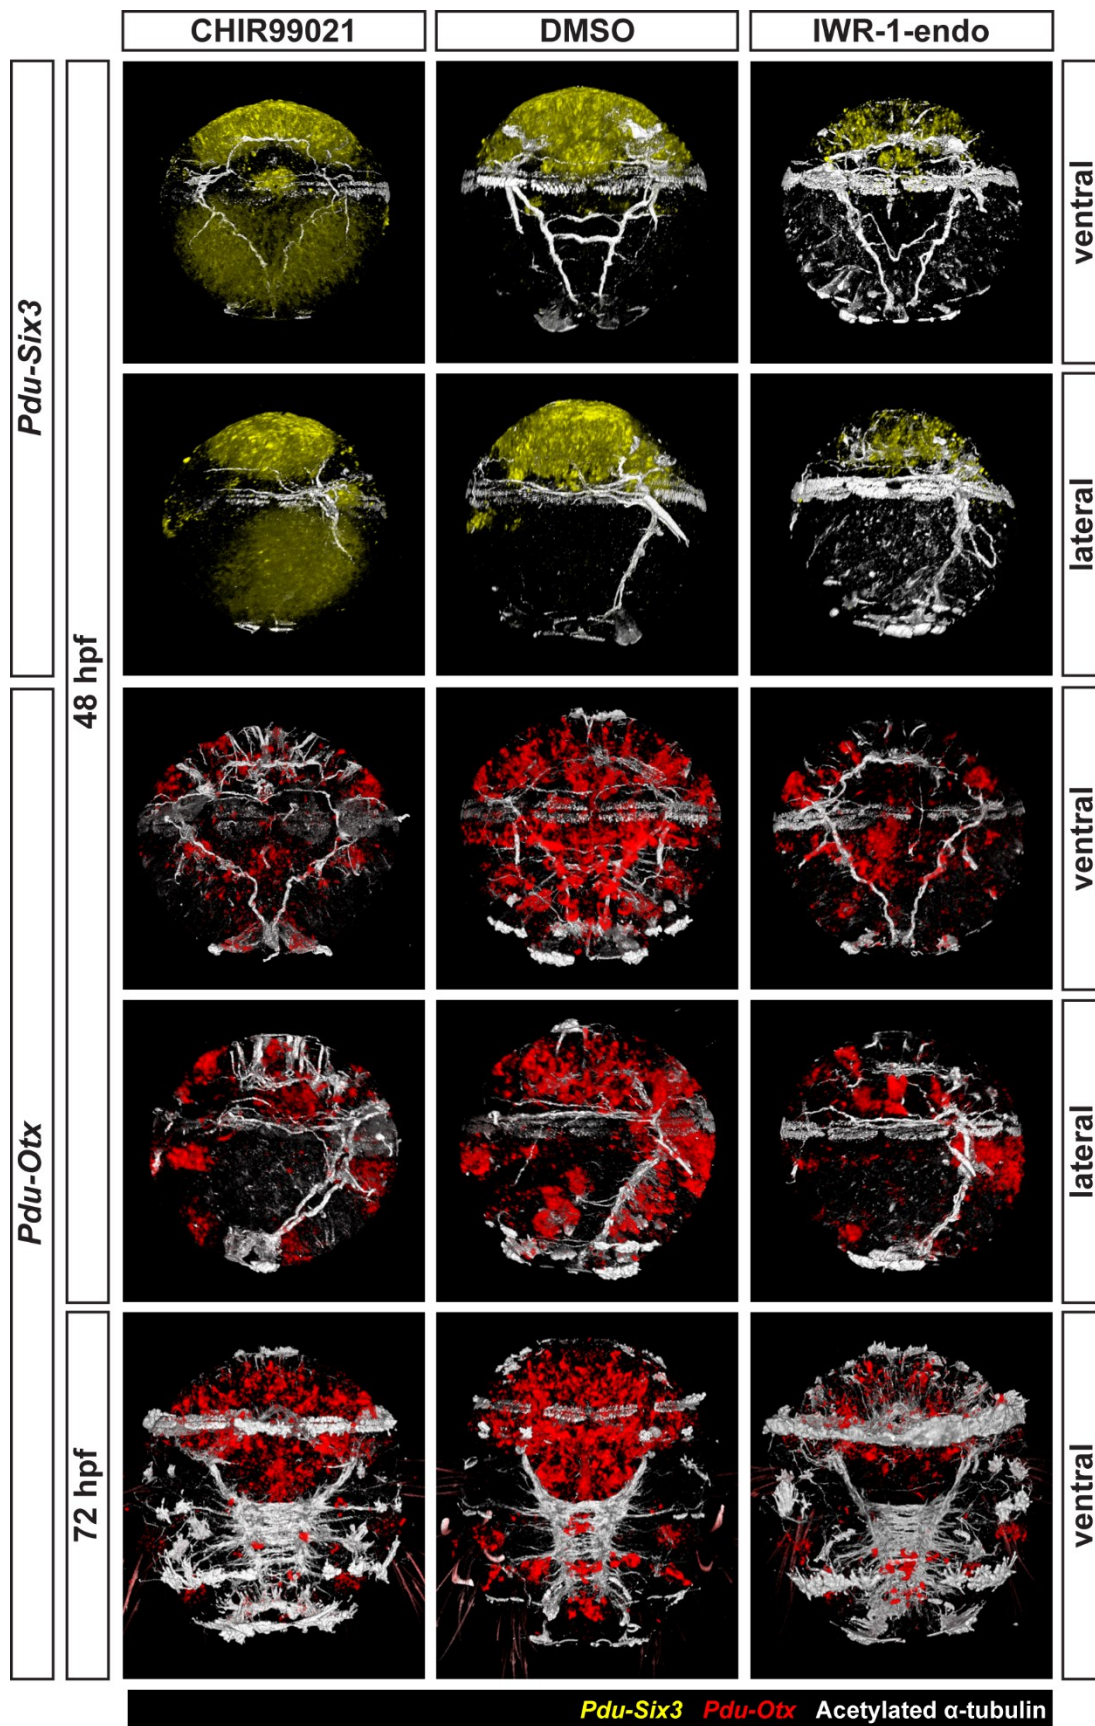 CHIR99021
DMSO
IWR-1-endo
Pdu-Six3
48 hpf
ventral
lateral
Pdu-Otx
ventral
lateral
72 hpf
ventral
Pdu-Six3 Pdu-Otx Acetylated α-tubulin